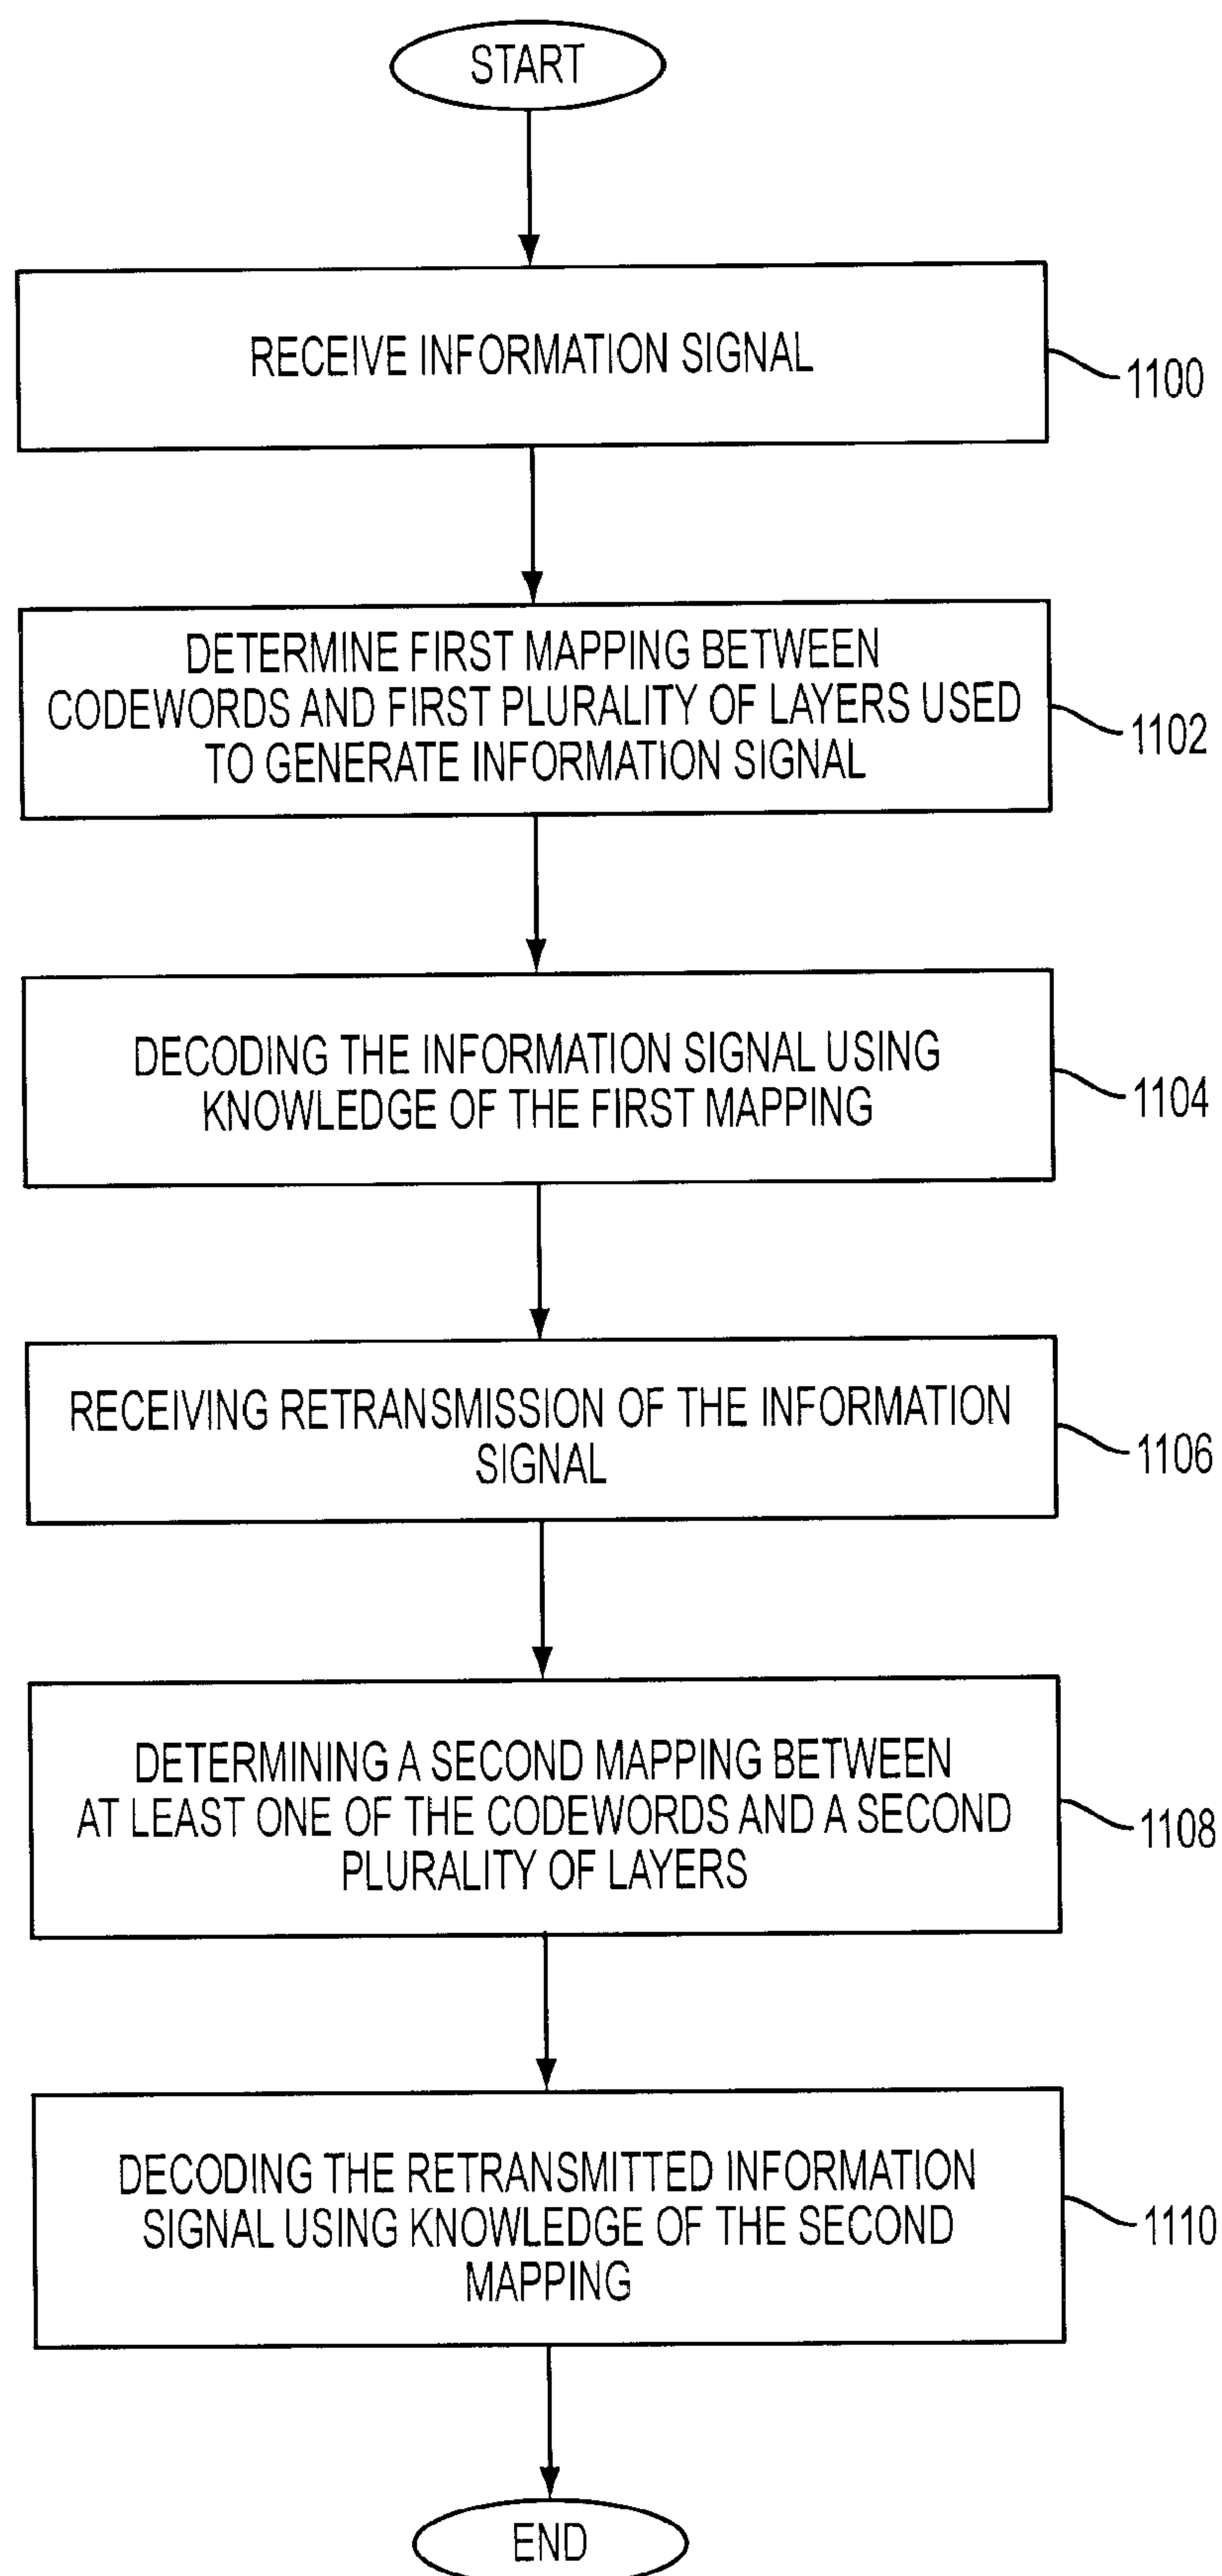 START
RECEIVE INFORMATION SIGNAL
1100
DETERMINE FIRST MAPPING BETWEEN
CODEWORDS AND FIRST PLURALITY OF LAYERS USED
TO GENERATE INFORMATION SIGNAL
1102
DECODING THE INFORMATION SIGNAL USING
KNOWLEDGE OF THE FIRST MAPPING
1104
RECEIVING RETRANSMISSION OF THE INFORMATION
SIGNAL
1106
DETERMINING A SECOND MAPPING BETWEEN
AT LEAST ONE OF THE CODEWORDS AND A SECOND
PLURALITY OF LAYERS
1108
DECODING THE RETRANSMITTED INFORMATION
SIGNAL USING KNOWLEDGE OF THE SECOND
MAPPING
1110
END